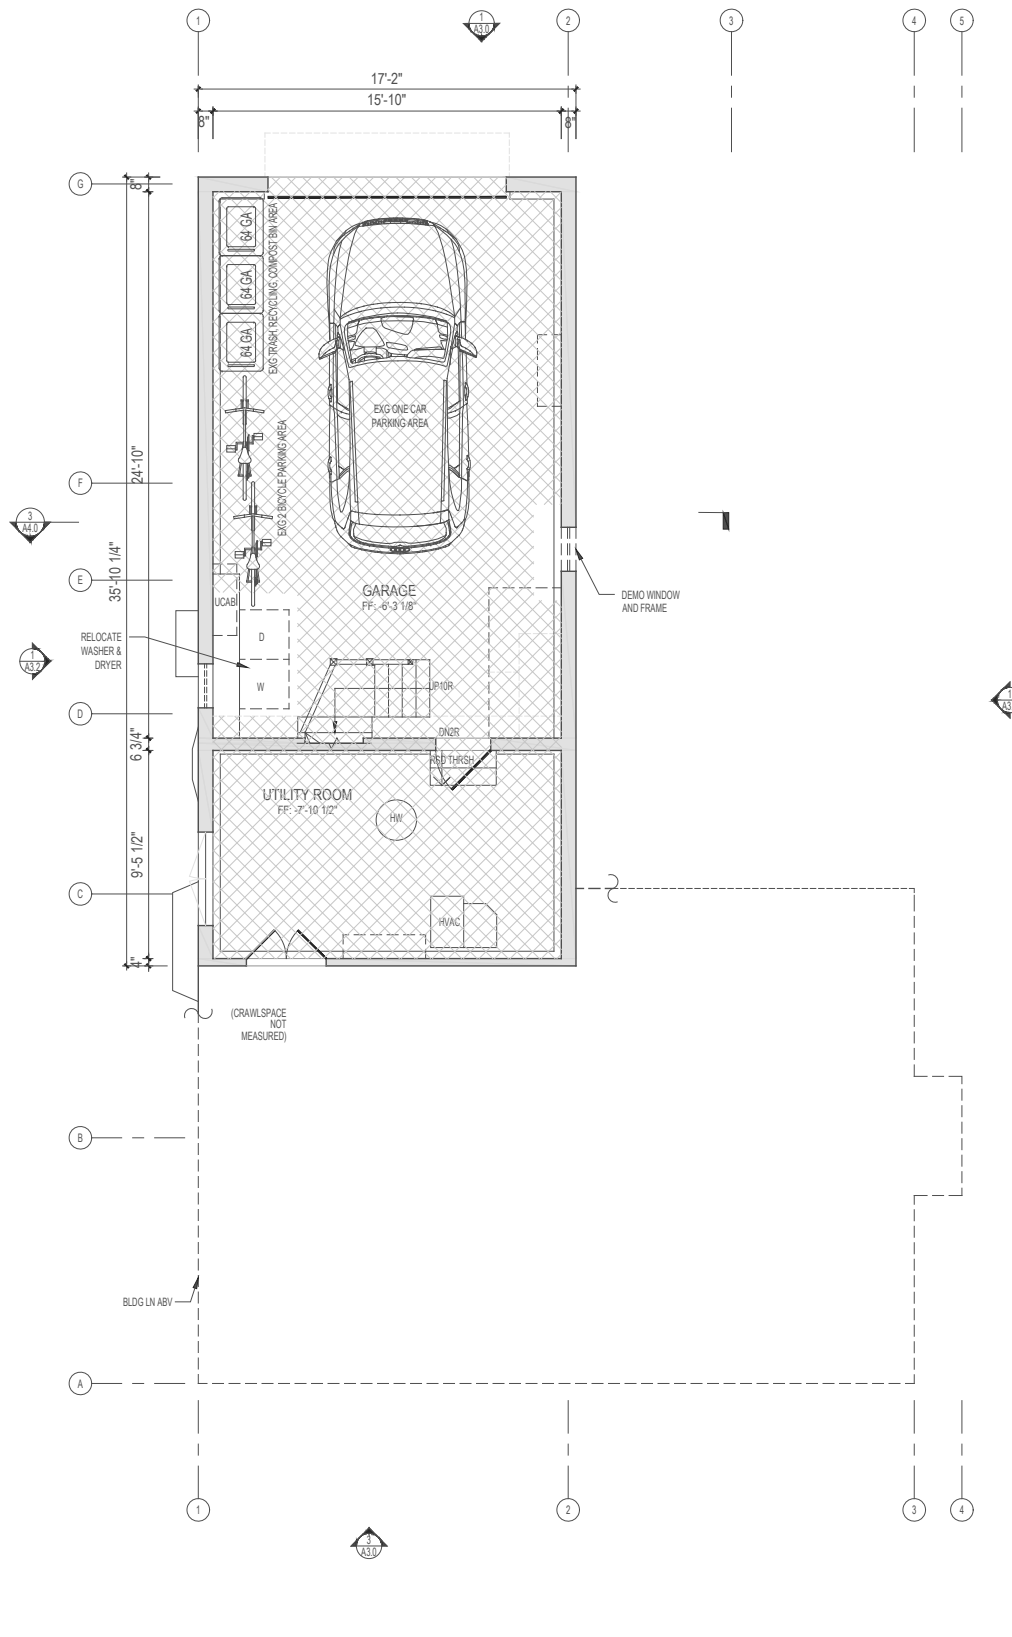 1
1
A3.0
2
3
4
5
17'-2"
15'-10"
8"
8"
G
8"
64 GA
64 GA
64 GA
EXG TRASH, RECYCLING, COMPOST BIN AREA
EXG ONE CAR
PARKING AREA
EXG 2 BICYCLE PARKING AREA
24'-10"
F
3
A4.0
35'-10 1/4"
E
GARAGE
FF: -6'-3 1/8"
UCAB
DEMO WINDOW
AND FRAME
RELOCATE
WASHER &
DRYER
D
W
1
A3.2
UP10R
D
DN2R
6 3/4"
RSD THRSH
UTILITY ROOM
FF: -7'-10 1/2"
HW
9'-5 1/2"
C
HVAC
4"
(CRAWLSPACE
NOT
MEASURED)
B
BLDG LN ABV
A
1
2
3
4
3
A3.0